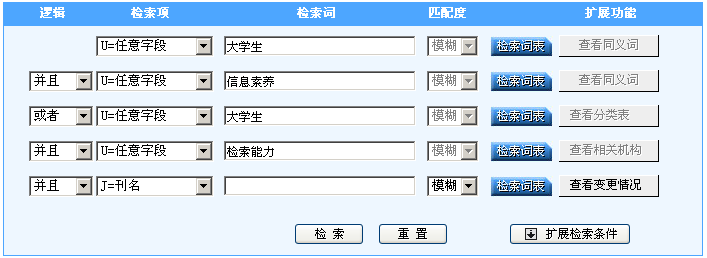 逻辑 检索项 检索词 匹配度 扩展功能
U=任意字段 大学生 模糊 检索词表 查看同义词
并且 U=任意字段 信息素养 模糊 检索词表 查看同义词
或者 U=任意字段 大学生 模糊 检索词表 查看分类表
并且 U=任意字段 检索能力 模糊 检索词表 查看相关机构
并且 J=刊名 模糊 检索词表 查看变更情况
检 索 重 置 扩展检索条件